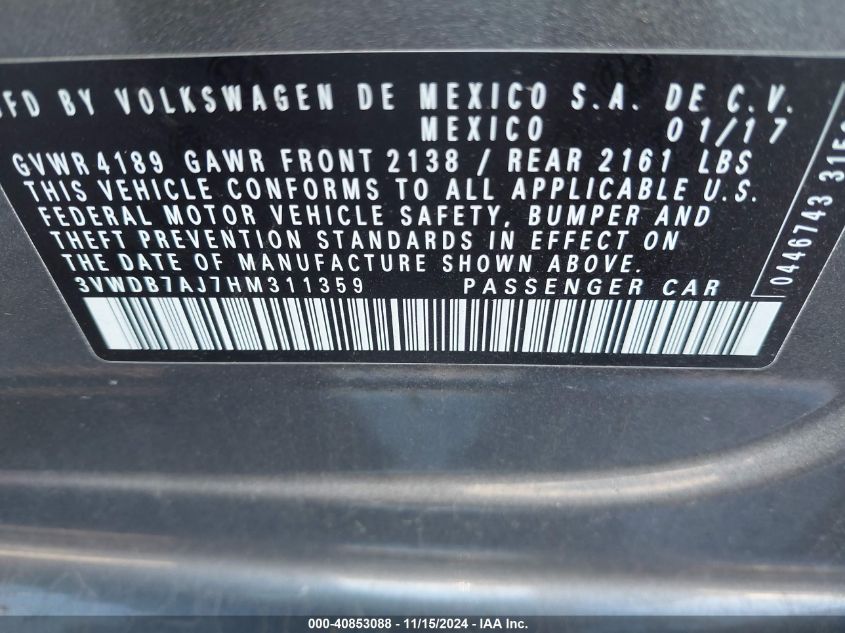 BY VOLKSWAGEN DE MEXICO S.A. DE C.V.
MEXICO 01/17
GVWR 4189 GAWR FRONT 2138 / REAR 2161 LBS
THIS VEHICLE CONFORMS TO ALL APPLICABLE U.S.
FEDERAL MOTOR VEHICLE SAFETY, BUMPER AND
THEFT PREVENTION STANDARDS IN EFFECT ON
THE DATE OF MANUFACTURE SHOWN ABOVE.
3VWDB7AJ7HM311359 PASSENGER CAR
0446743
000-40853088 - 11/15/2024 - IAA Inc.